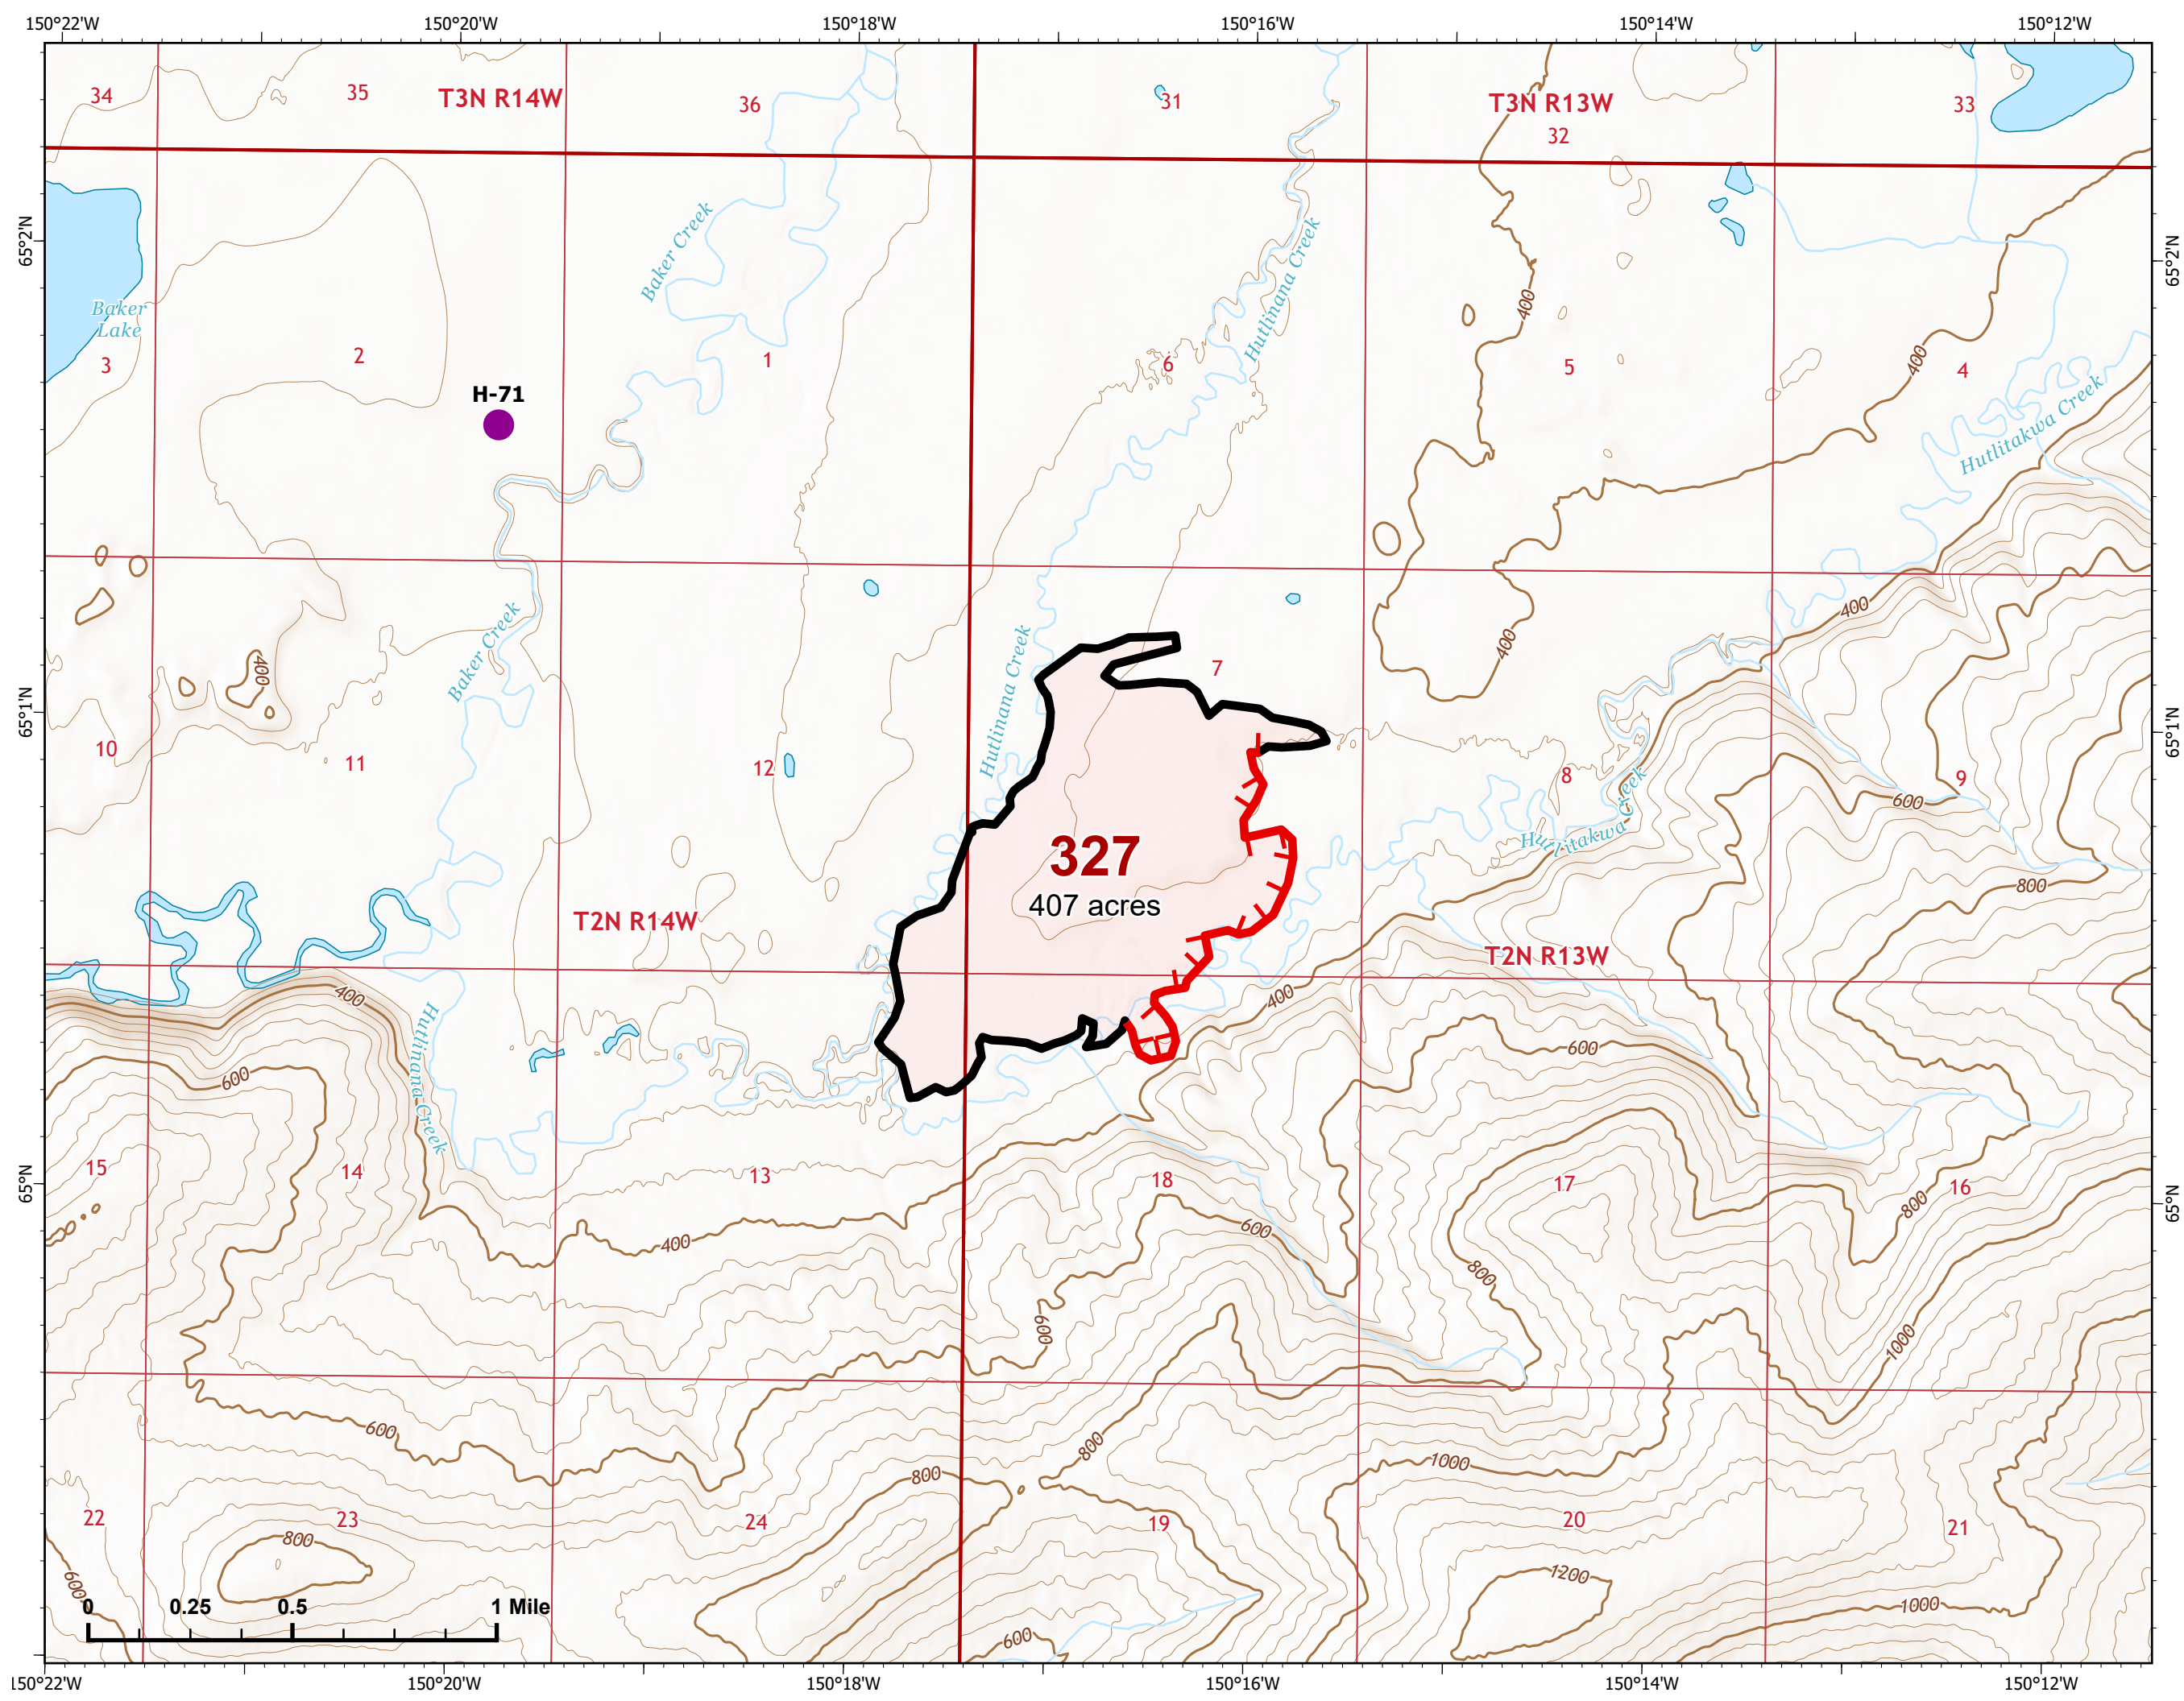 150°22'W
150°20'W
150°18'W
150°16'W
150°14'W
150°12'W
34
35
T3N R14W
36
31
T3N R13W
32
33
65°2'N
65°2'N
Baker Creek
Hutlinana Creek
Baker
Lake
400
400
3
2
1
6
5
4
H-71
Hutlitakwa Creek
400
400
Baker Creek
Hutlinana Creek
7
400
65°1'N
65°1'N
10
11
12
8
9
600
Hutlitakwa Creek
327
407 acres
800
T2N R14W
T2N R13W
400
400
Hutlinana Creek
600
600
65°N
65°N
15
14
13
18
17
16
800
400
600
800
600
1000
600
800
800
1000
22
23
24
19
20
21
800
600
1200
1000
600
0
0.25
0.5
1 Mile
150°22'W
150°20'W
150°18'W
150°16'W
150°14'W
150°12'W